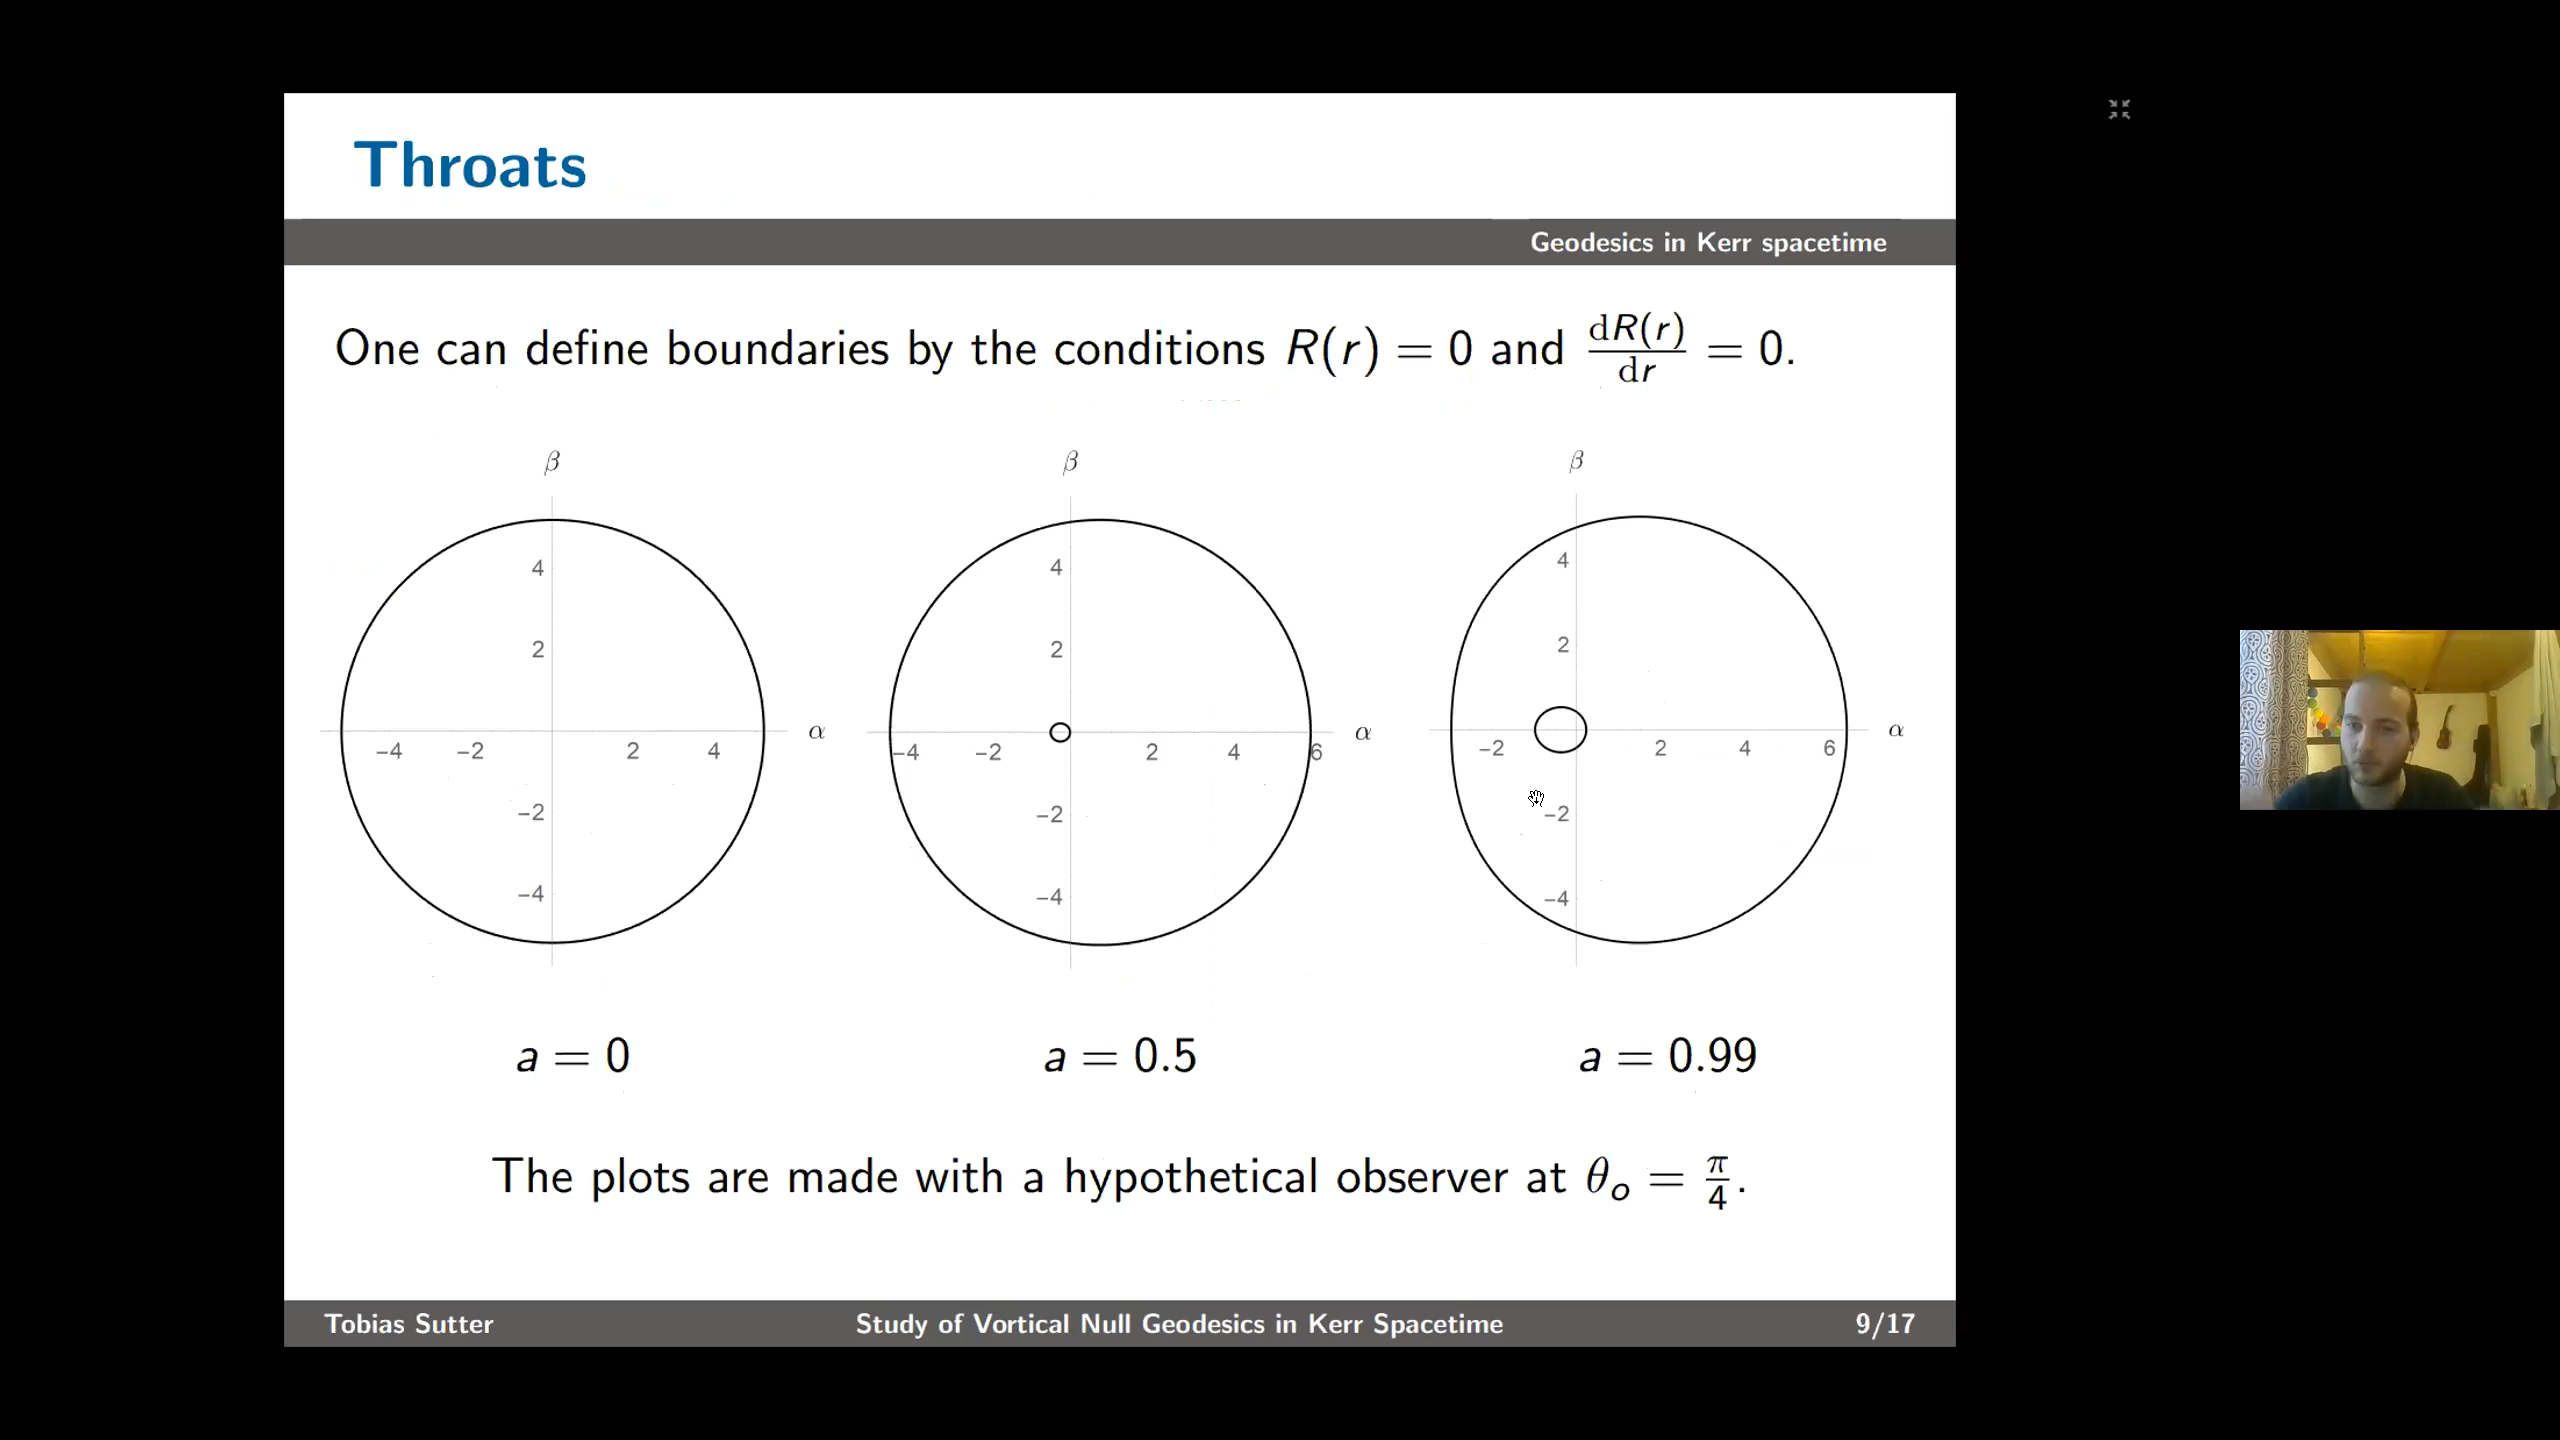 Throats
Geodesics in Kerr spacetime
One can define boundaries by the conditions R(r) = 0 and dR(r)/dr = 0.
β
4
2
−4 −2 2 4 α
−2
−4
β
4
2
−4 −2 2 4 6 α
−2
−4
β
4
2
−2 2 4 6 α
−2
−4
a = 0
a = 0.5
a = 0.99
The plots are made with a hypothetical observer at θₒ = π/4.
Tobias Sutter
Study of Vortical Null Geodesics in Kerr Spacetime
9/17